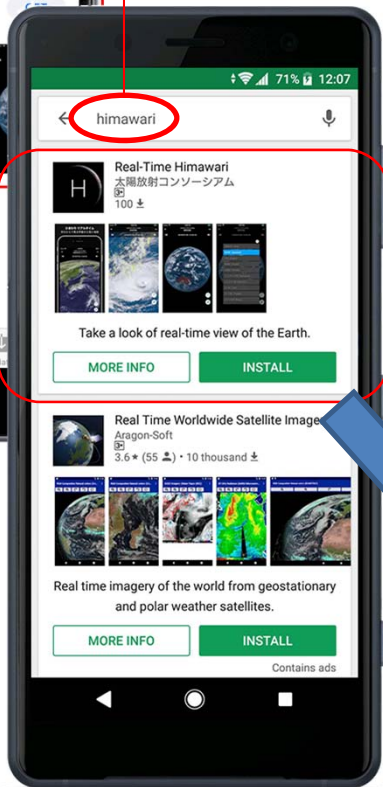 71% 12:07
himawari
Real-Time Himawari
太陽放射コンソーシアム
3+
100
H
Take a look of real-time view of the Earth.
MORE INFO INSTALL
Real Time Worldwide Satellite Image
Aragon-Soft
3+
3.6★ (55 ) • 10 thousand
Real time imagery of the world from geostationary
and polar weather satellites.
MORE INFO INSTALL
Contains ads